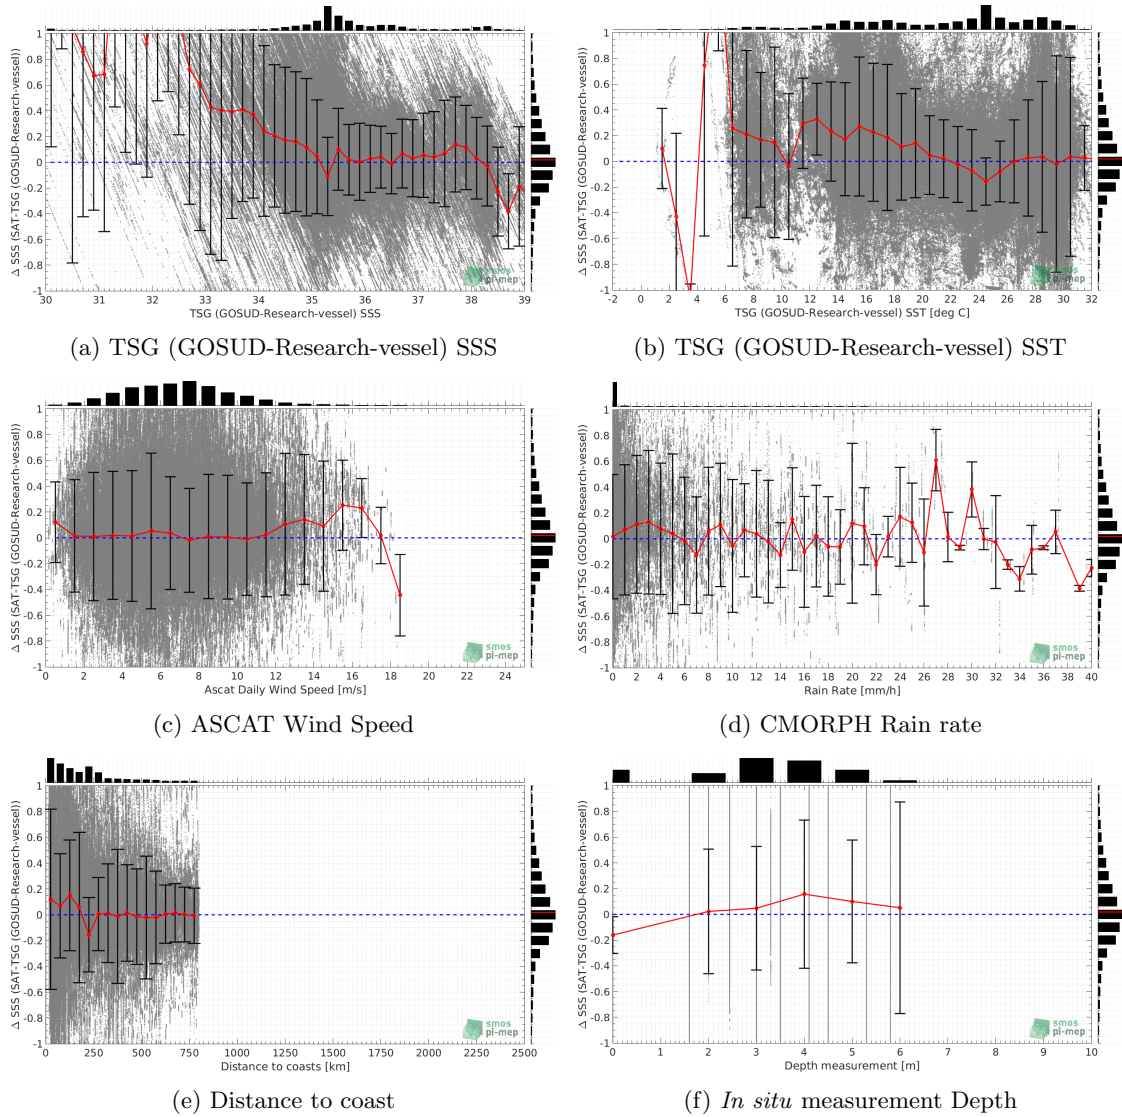 Δ SSS (SAT-TSG (GOSUD-Research-vessel))
1
0.8
0.6
0.4
0.2
0
-0.2
-0.4
-0.6
-0.8
-1
smos
pi-mep
30 31 32 33 34 35 36 37 38 39
TSG (GOSUD-Research-vessel) SSS
(a) TSG (GOSUD-Research-vessel) SSS
Δ SSS (SAT-TSG (GOSUD-Research-vessel))
1
0.8
0.6
0.4
0.2
0
-0.2
-0.4
-0.6
-0.8
-1
smos
pi-mep
-2 0 2 4 6 8 10 12 14 16 18 20 22 24 26 28 30 32
TSG (GOSUD-Research-vessel) SST [deg C]
(b) TSG (GOSUD-Research-vessel) SST
Δ SSS (SAT-TSG (GOSUD-Research-vessel))
1
0.8
0.6
0.4
0.2
0
-0.2
-0.4
-0.6
-0.8
-1
smos
pi-mep
0 2 4 6 8 10 12 14 16 18 20 22 24
Ascat Daily Wind Speed [m/s]
(c) ASCAT Wind Speed
Δ SSS (SAT-TSG (GOSUD-Research-vessel))
1
0.8
0.6
0.4
0.2
0
-0.2
-0.4
-0.6
-0.8
-1
smos
pi-mep
0 2 4 6 8 10 12 14 16 18 20 22 24 26 28 30 32 34 36 38 40
Rain Rate [mm/h]
(d) CMORPH Rain rate
Δ SSS (SAT-TSG (GOSUD-Research-vessel))
1
0.8
0.6
0.4
0.2
0
-0.2
-0.4
-0.6
-0.8
-1
smos
pi-mep
0 250 500 750 1000 1250 1500 1750 2000 2250 2500
Distance to coasts [km]
(e) Distance to coast
Δ SSS (SAT-TSG (GOSUD-Research-vessel))
1
0.8
0.6
0.4
0.2
0
-0.2
-0.4
-0.6
-0.8
-1
smos
pi-mep
0 1 2 3 4 5 6 7 8 9 10
Depth measurement [m]
(f) In situ measurement Depth